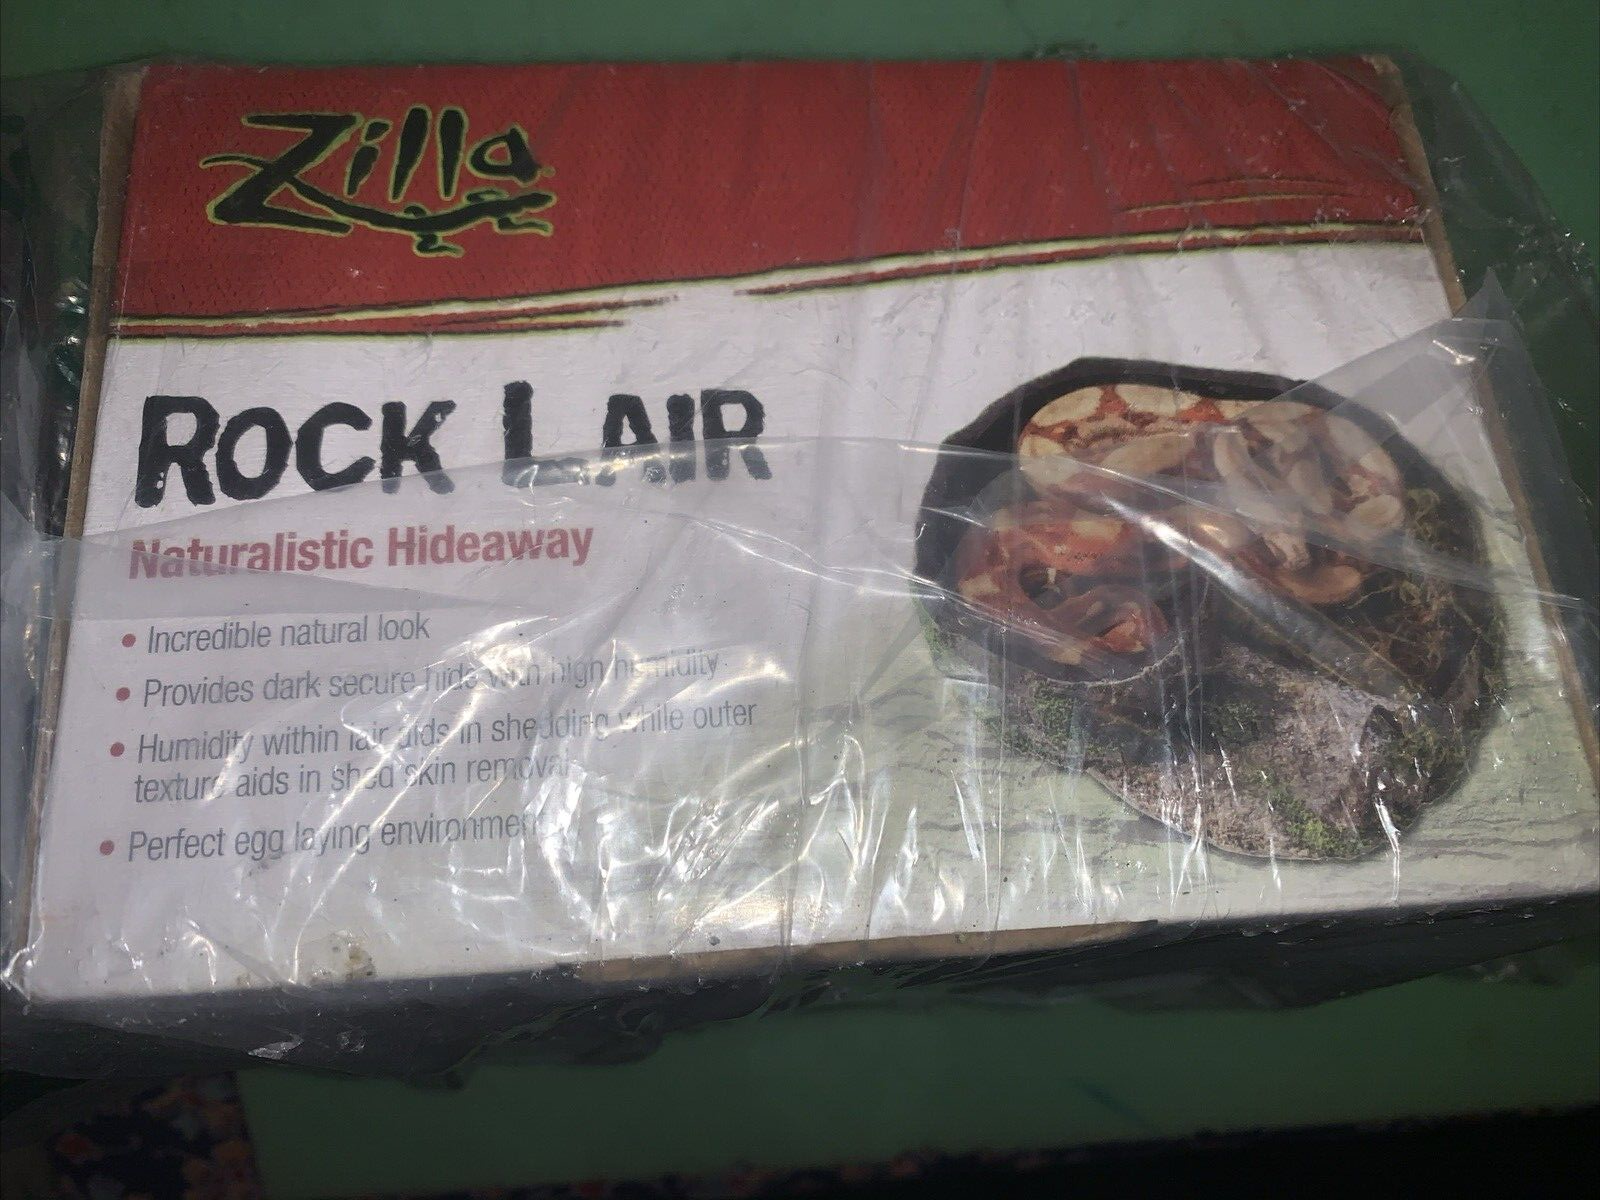 Zilla
ROCK LAIR
Naturalistic Hideaway
• Incredible natural look
• Provides dark secure hide with high humidity
• Humidity within lair aids in shedding while outer
texture aids in shed skin removal
• Perfect egg laying environment